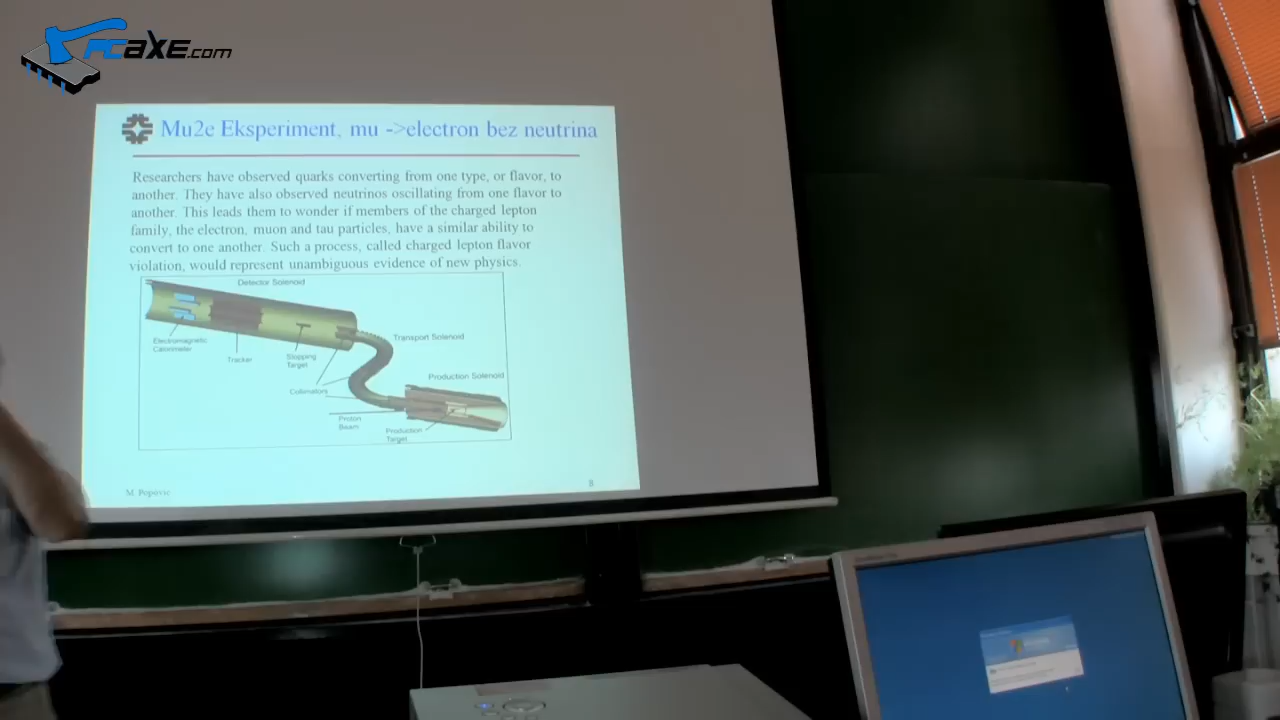 PCAXE.com
Mu2e Eksperiment, mu ->electron bez neutrina
Researchers have observed quarks converting from one type, or flavor, to
another. They have also observed neutrinos oscillating from one flavor to
another. This leads them to wonder if members of the charged lepton
family, the electron, muon and tau particles, have a similar ability to
convert to one another. Such a process, called charged lepton flavor
violation, would represent unambiguous evidence of new physics.
Detector Solenoid
Electromagnetic
Calorimeter
Tracker
Stopping
Target
Transport Solenoid
Collimators
Production Solenoid
Proton
Beam
Production
Target
M. Popovic
8